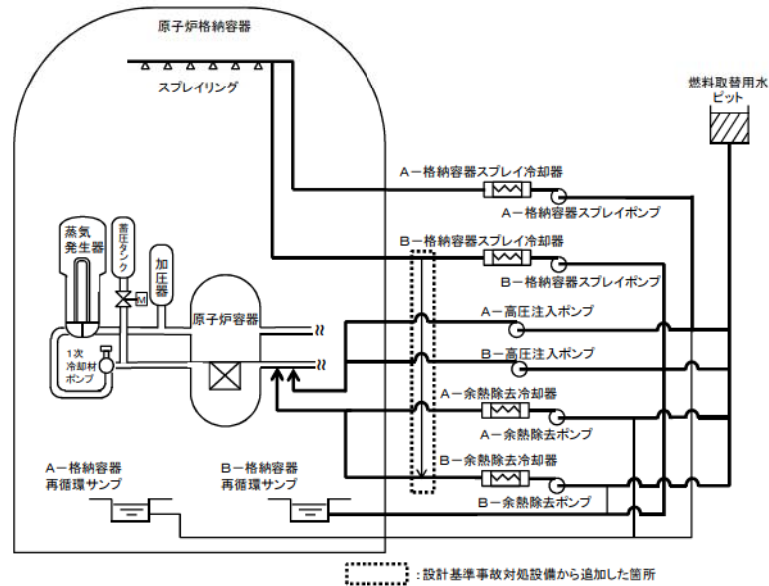 原子炉格納容器
スプレイリング
燃料取替用水
ピット
A-格納容器スプレイ冷却器
A-格納容器スプレイポンプ
B-格納容器スプレイ冷却器
B-格納容器スプレイポンプ
蒸気
発生器
蓄圧タンク
加圧器
M
原子炉容器
1次
冷却材
ポンプ
A-高圧注入ポンプ
B-高圧注入ポンプ
A-余熱除去冷却器
A-余熱除去ポンプ
B-余熱除去冷却器
B-余熱除去ポンプ
A-格納容器
再循環サンプ
B-格納容器
再循環サンプ
:設計基準事故対処設備から追加した箇所